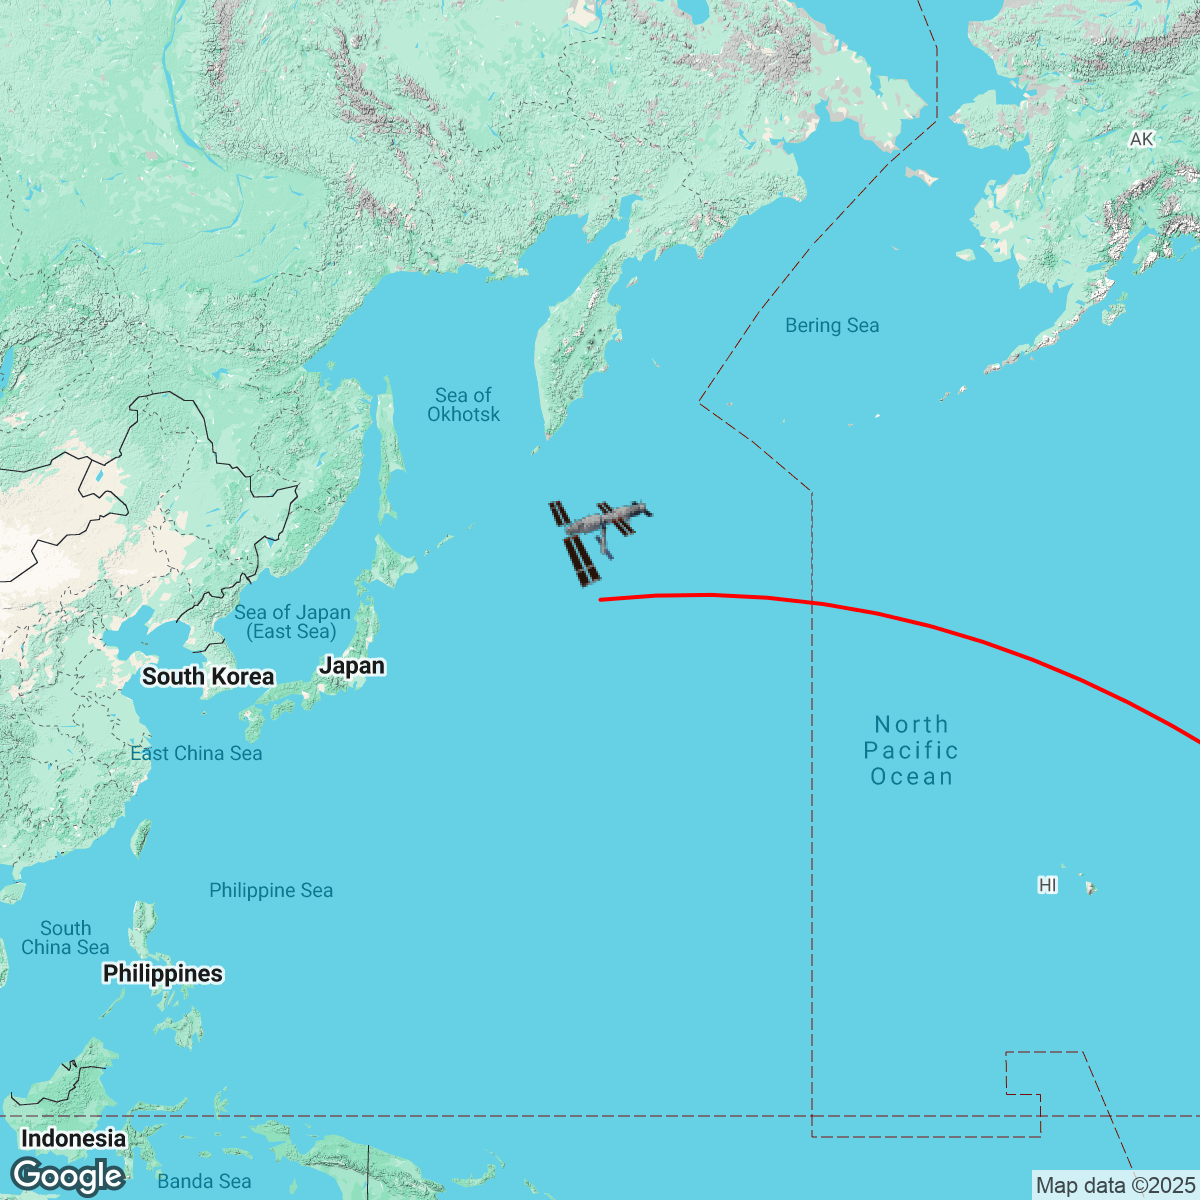 AK
Bering Sea
Sea of
Okhotsk
Sea of Japan
(East Sea)
Japan
South Korea
North
Pacific
Ocean
East China Sea
HI
Philippine Sea
South
China Sea
Philippines
Indonesia
Banda Sea
Google
Map data ©2025